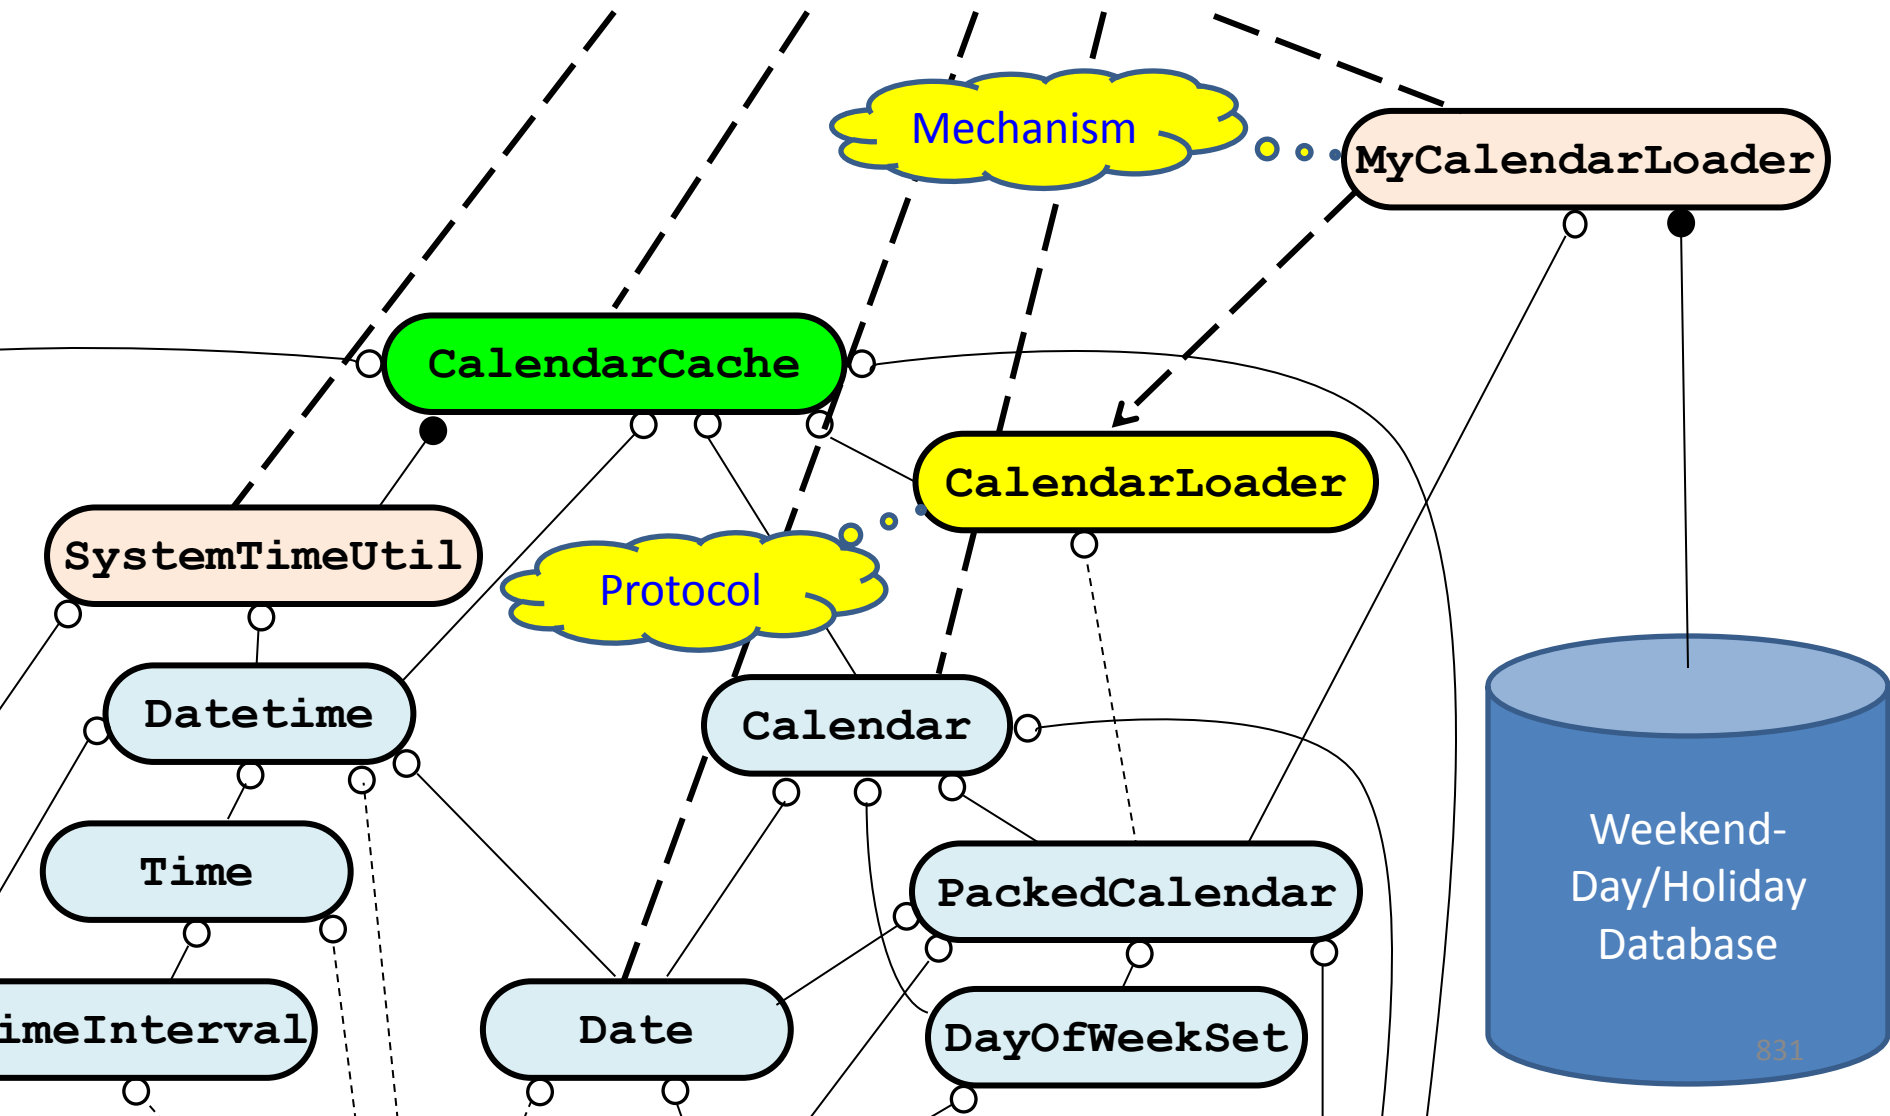 Mechanism
MyCalendarLoader
CalendarCache
CalendarLoader
SystemTimeUtil
Protocol
Datetime
Calendar
Time
PackedCalendar
Weekend-
Day/Holiday
Database
imeInterval
Date
DayOfWeekSet
831